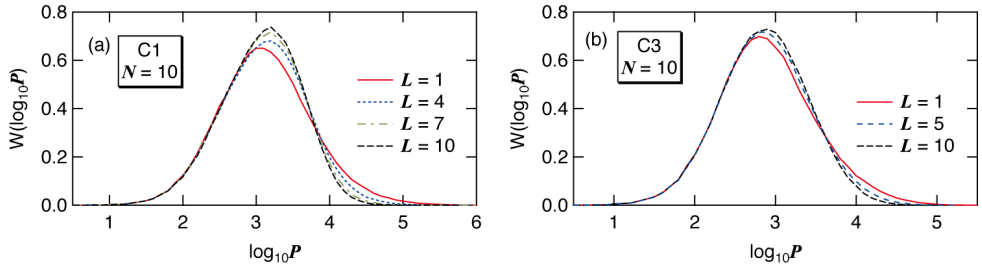 (a)
C1
N = 10
L = 1
L = 4
L = 7
L = 10
W(log₁₀P)
0.8
0.6
0.4
0.2
0.0
1 2 3 4 5 6
log₁₀P
(b)
C3
N = 10
L = 1
L = 5
L = 10
W(log₁₀P)
0.8
0.6
0.4
0.2
0.0
1 2 3 4 5
log₁₀P